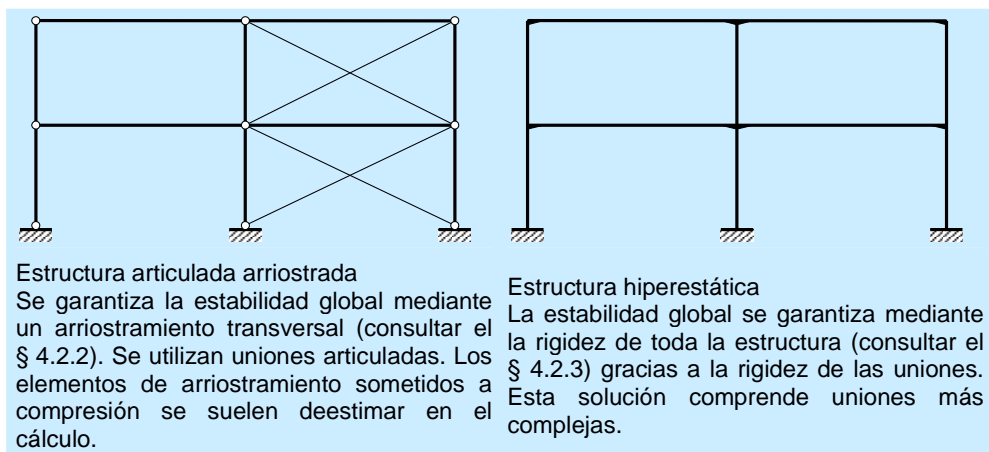 Estructura articulada arriostrada
Se garantiza la estabilidad global mediante
un arriostramiento transversal (consultar el
§ 4.2.2). Se utilizan uniones articuladas. Los
elementos de arriostramiento sometidos a
compresión se suelen deestimar en el
cálculo.
Estructura hiperestática
La estabilidad global se garantiza mediante
la rigidez de toda la estructura (consultar el
§ 4.2.3) gracias a la rigidez de las uniones.
Esta solución comprende uniones más
complejas.